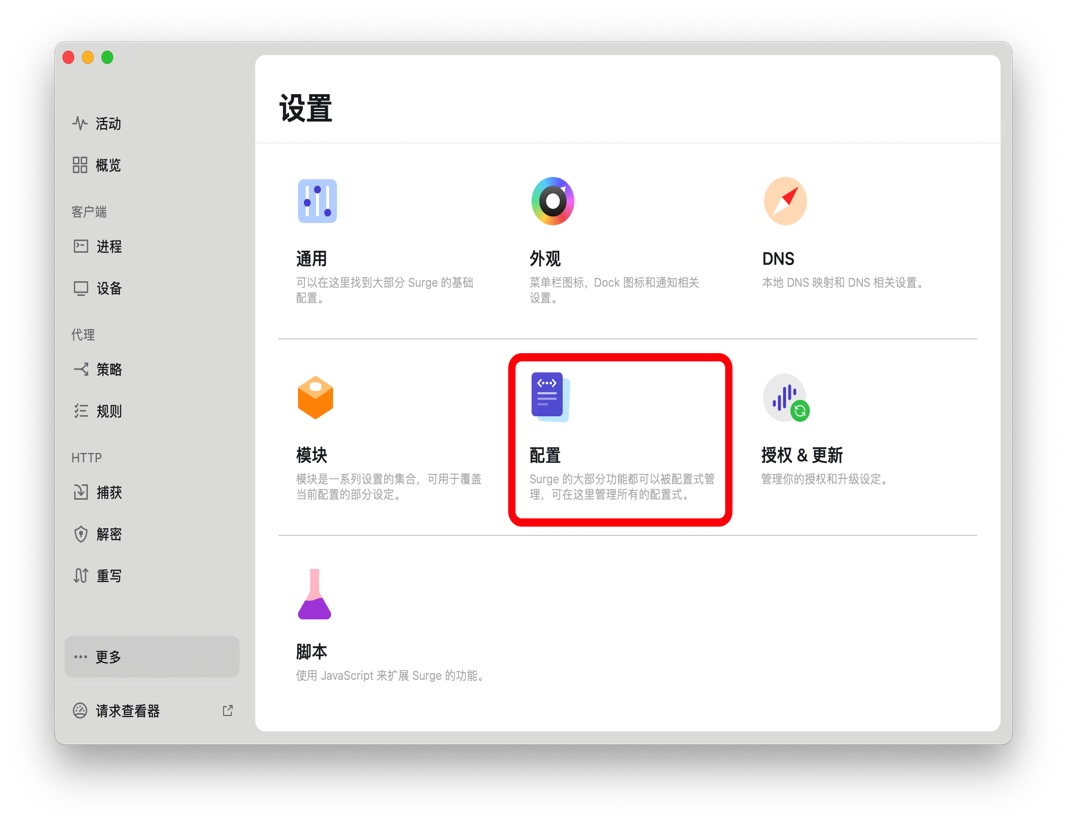 设置
活动
概览
客户端
进程
设备
代理
策略
规则
HTTP
捕获
解密
重写
更多
请求查看器
通用
可以在这里找到大部分 Surge 的基础
配置。
外观
菜单栏图标，Dock 图标和通知相关
设置。
DNS
本地 DNS 映射和 DNS 相关设置。
模块
模块是一系列设置的集合，可用于覆盖
当前配置的部分设定。
配置
Surge 的大部分功能都可以被配置式管
理，可在这里管理所有的配置式。
授权 & 更新
管理你的授权和升级设定。
脚本
使用 JavaScript 来扩展 Surge 的功能。